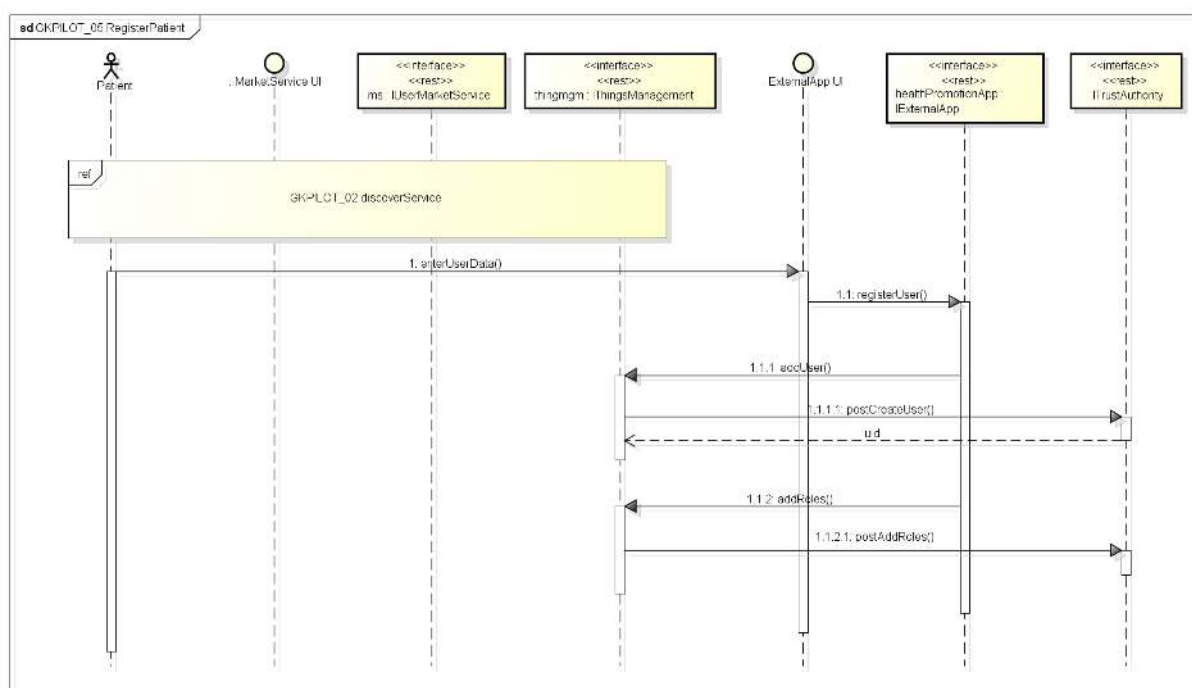 sd GKPILOT_05 RegisterPatient
Patient
: MarketService UI
<<interface>>
<<rest>>
ms : IUserMarketService
<<interface>>
<<rest>>
thingmgm : IThingsManagement
ExternalApp UI
<<interface>>
<<rest>>
healthPromotionApp :
IExternalApp
<<interface>>
<<rest>>
ITrustAuthority
ref
GKPILOT_02 discoverService
1: enterUserData()
1.1: registerUser()
1.1.1: addUser()
1.1.1.1: postCreateUser()
uid
1.1.2: addRoles()
1.1.2.1: postAddRoles()